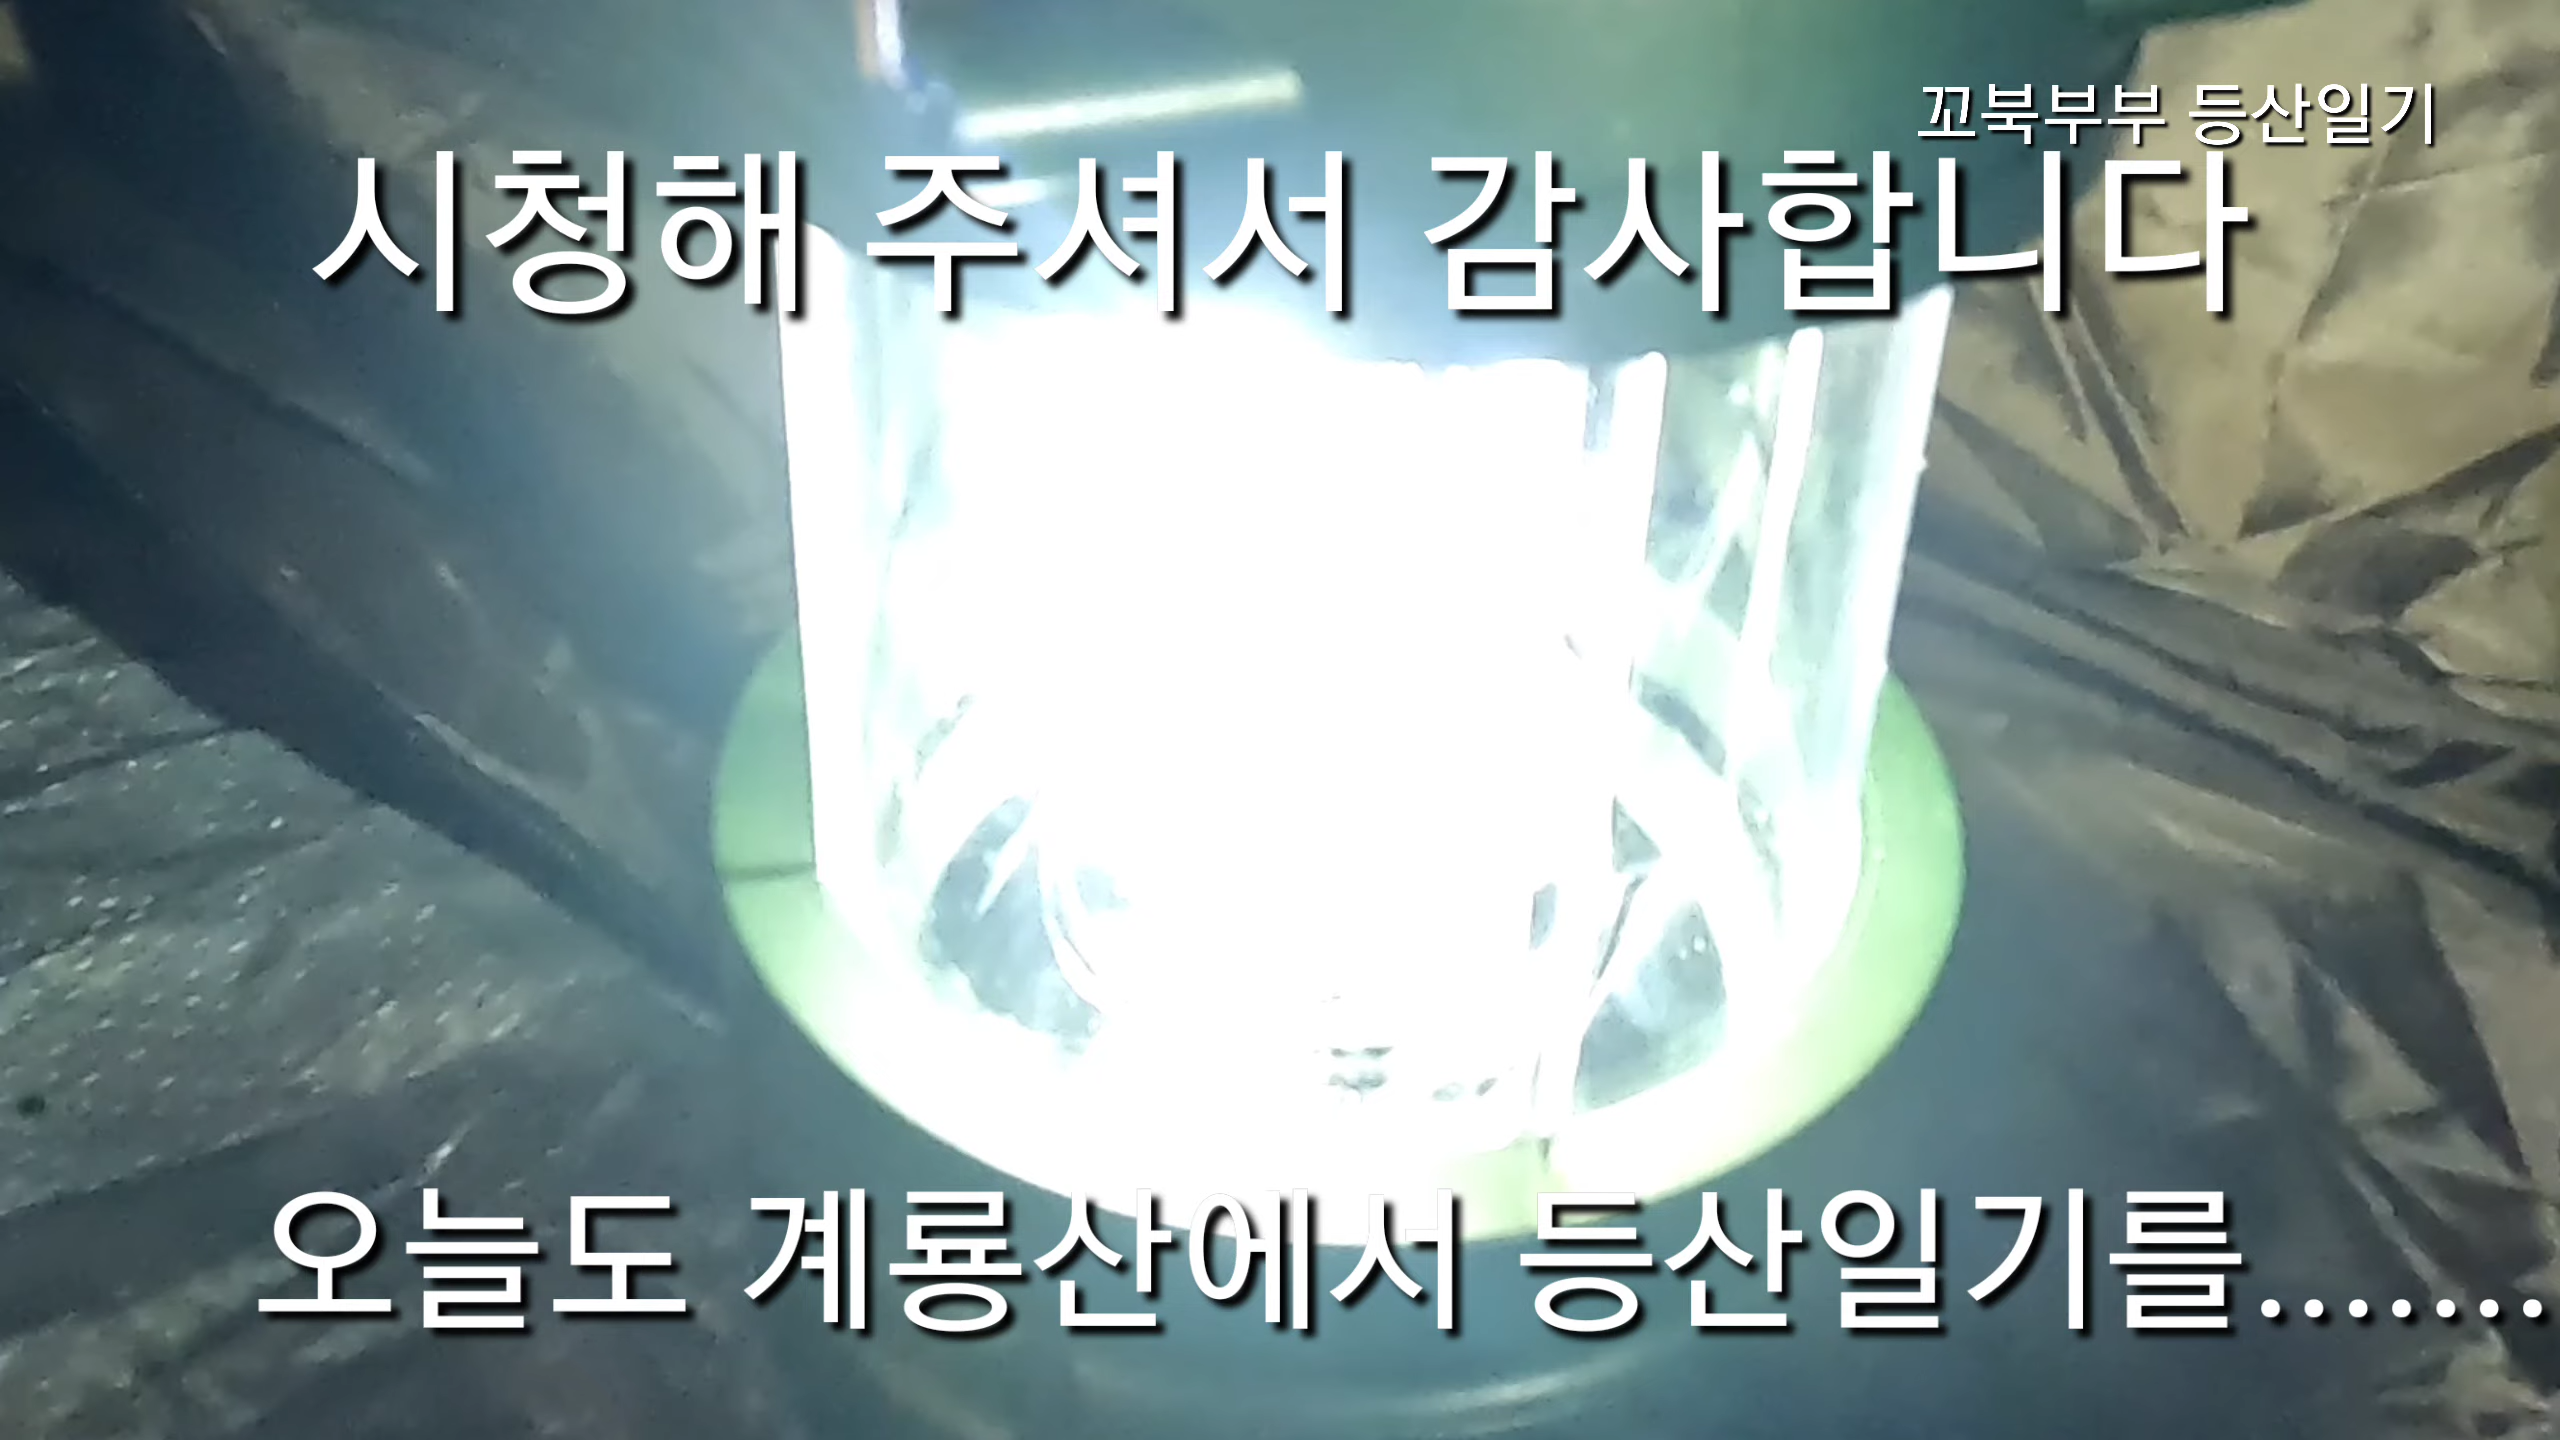 꼬북부부 등산일기
시청해 주셔서 감사합니다
오늘도 계룡산에서 등산일기를.......